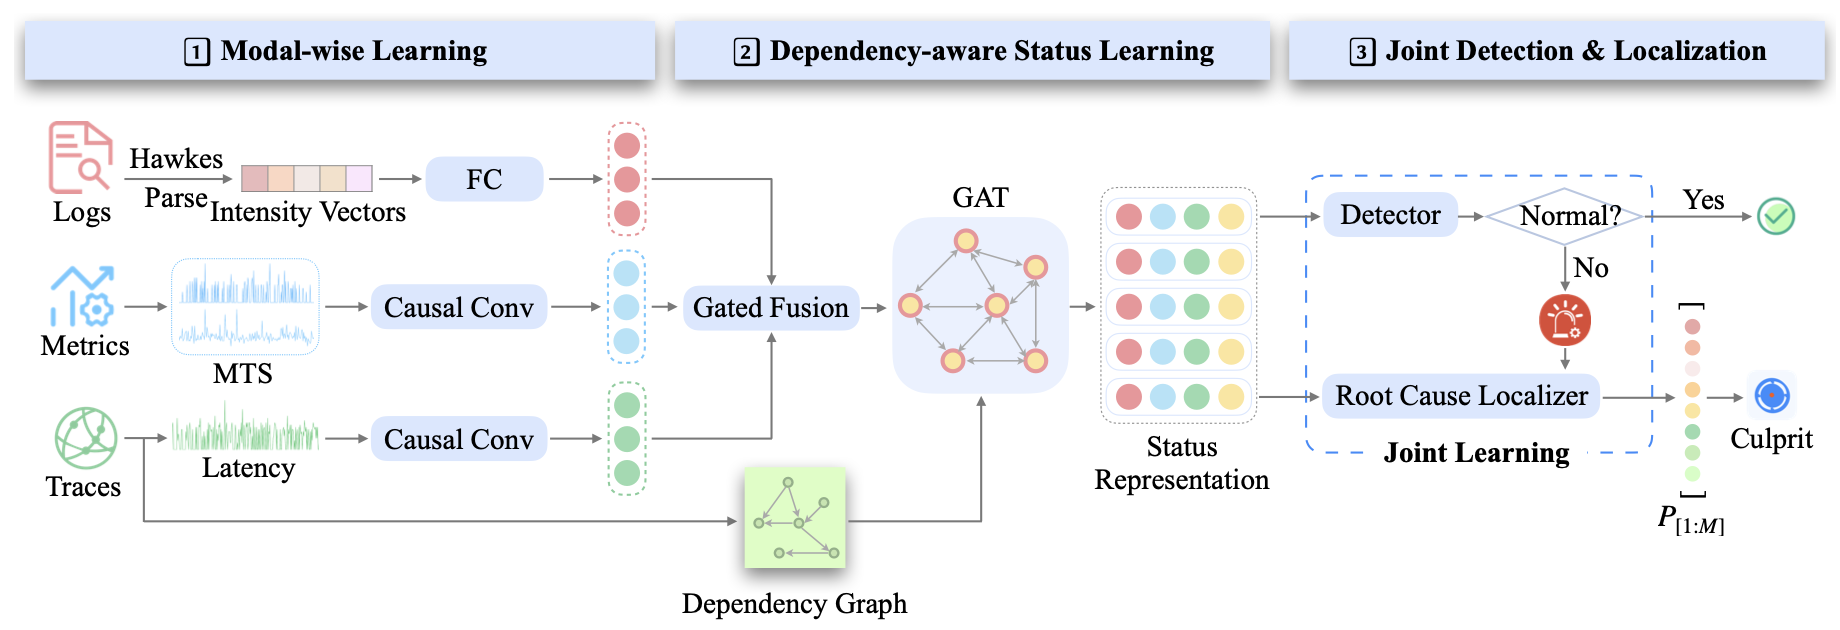 1 Modal-wise Learning
2 Dependency-aware Status Learning
3 Joint Detection & Localization
Logs
Hawkes
Parse
Intensity Vectors
FC
Metrics
MTS
Causal Conv
Traces
Latency
Causal Conv
Gated Fusion
Dependency Graph
GAT
Status
Representation
Detector
Normal?
Yes
No
Root Cause Localizer
Joint Learning
P[1:M]
Culprit